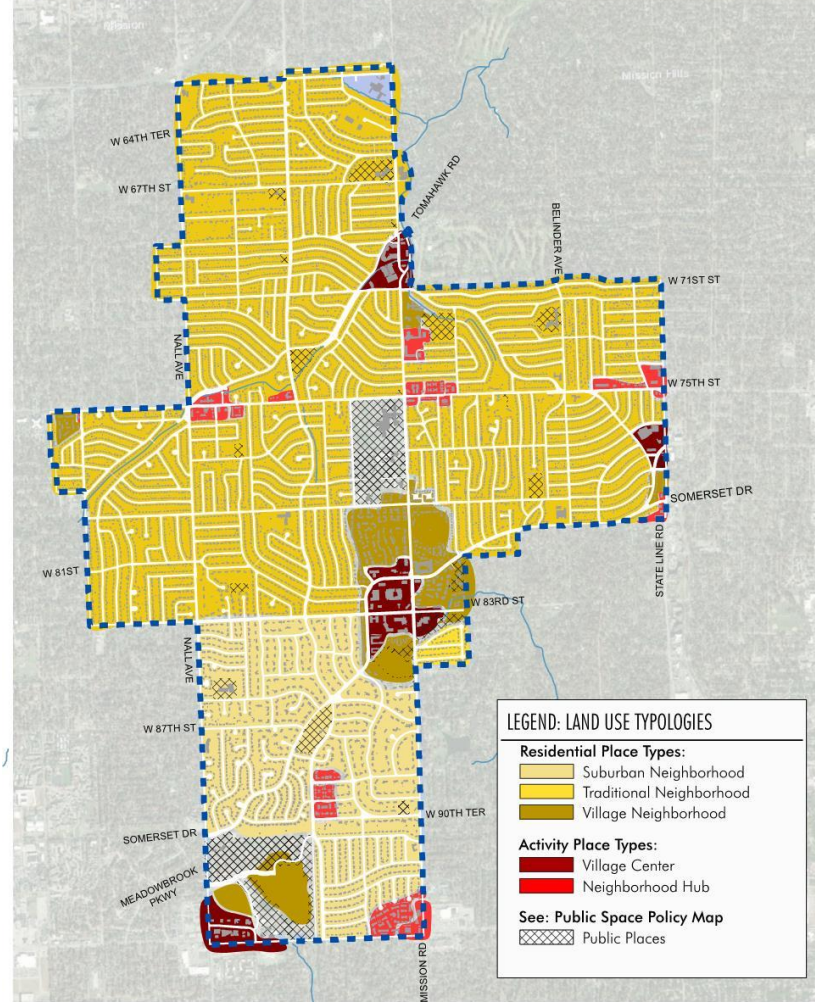 Mission
Mission Hills
W 64TH TER
W 67TH ST
TOMAHAWK RD
BELINDER AVE
W 71ST ST
NALL AVE
W 75TH ST
SOMERSET DR
STATE LINE RD
W 81ST
W 83RD ST
NALL AVE
W 87TH ST
W 90TH TER
SOMERSET DR
MEADOWBROOK
PKWY
MISSION RD
LEGEND: LAND USE TYPOLOGIES
Residential Place Types:
Suburban Neighborhood
Traditional Neighborhood
Village Neighborhood
Activity Place Types:
Village Center
Neighborhood Hub
See: Public Space Policy Map
Public Places